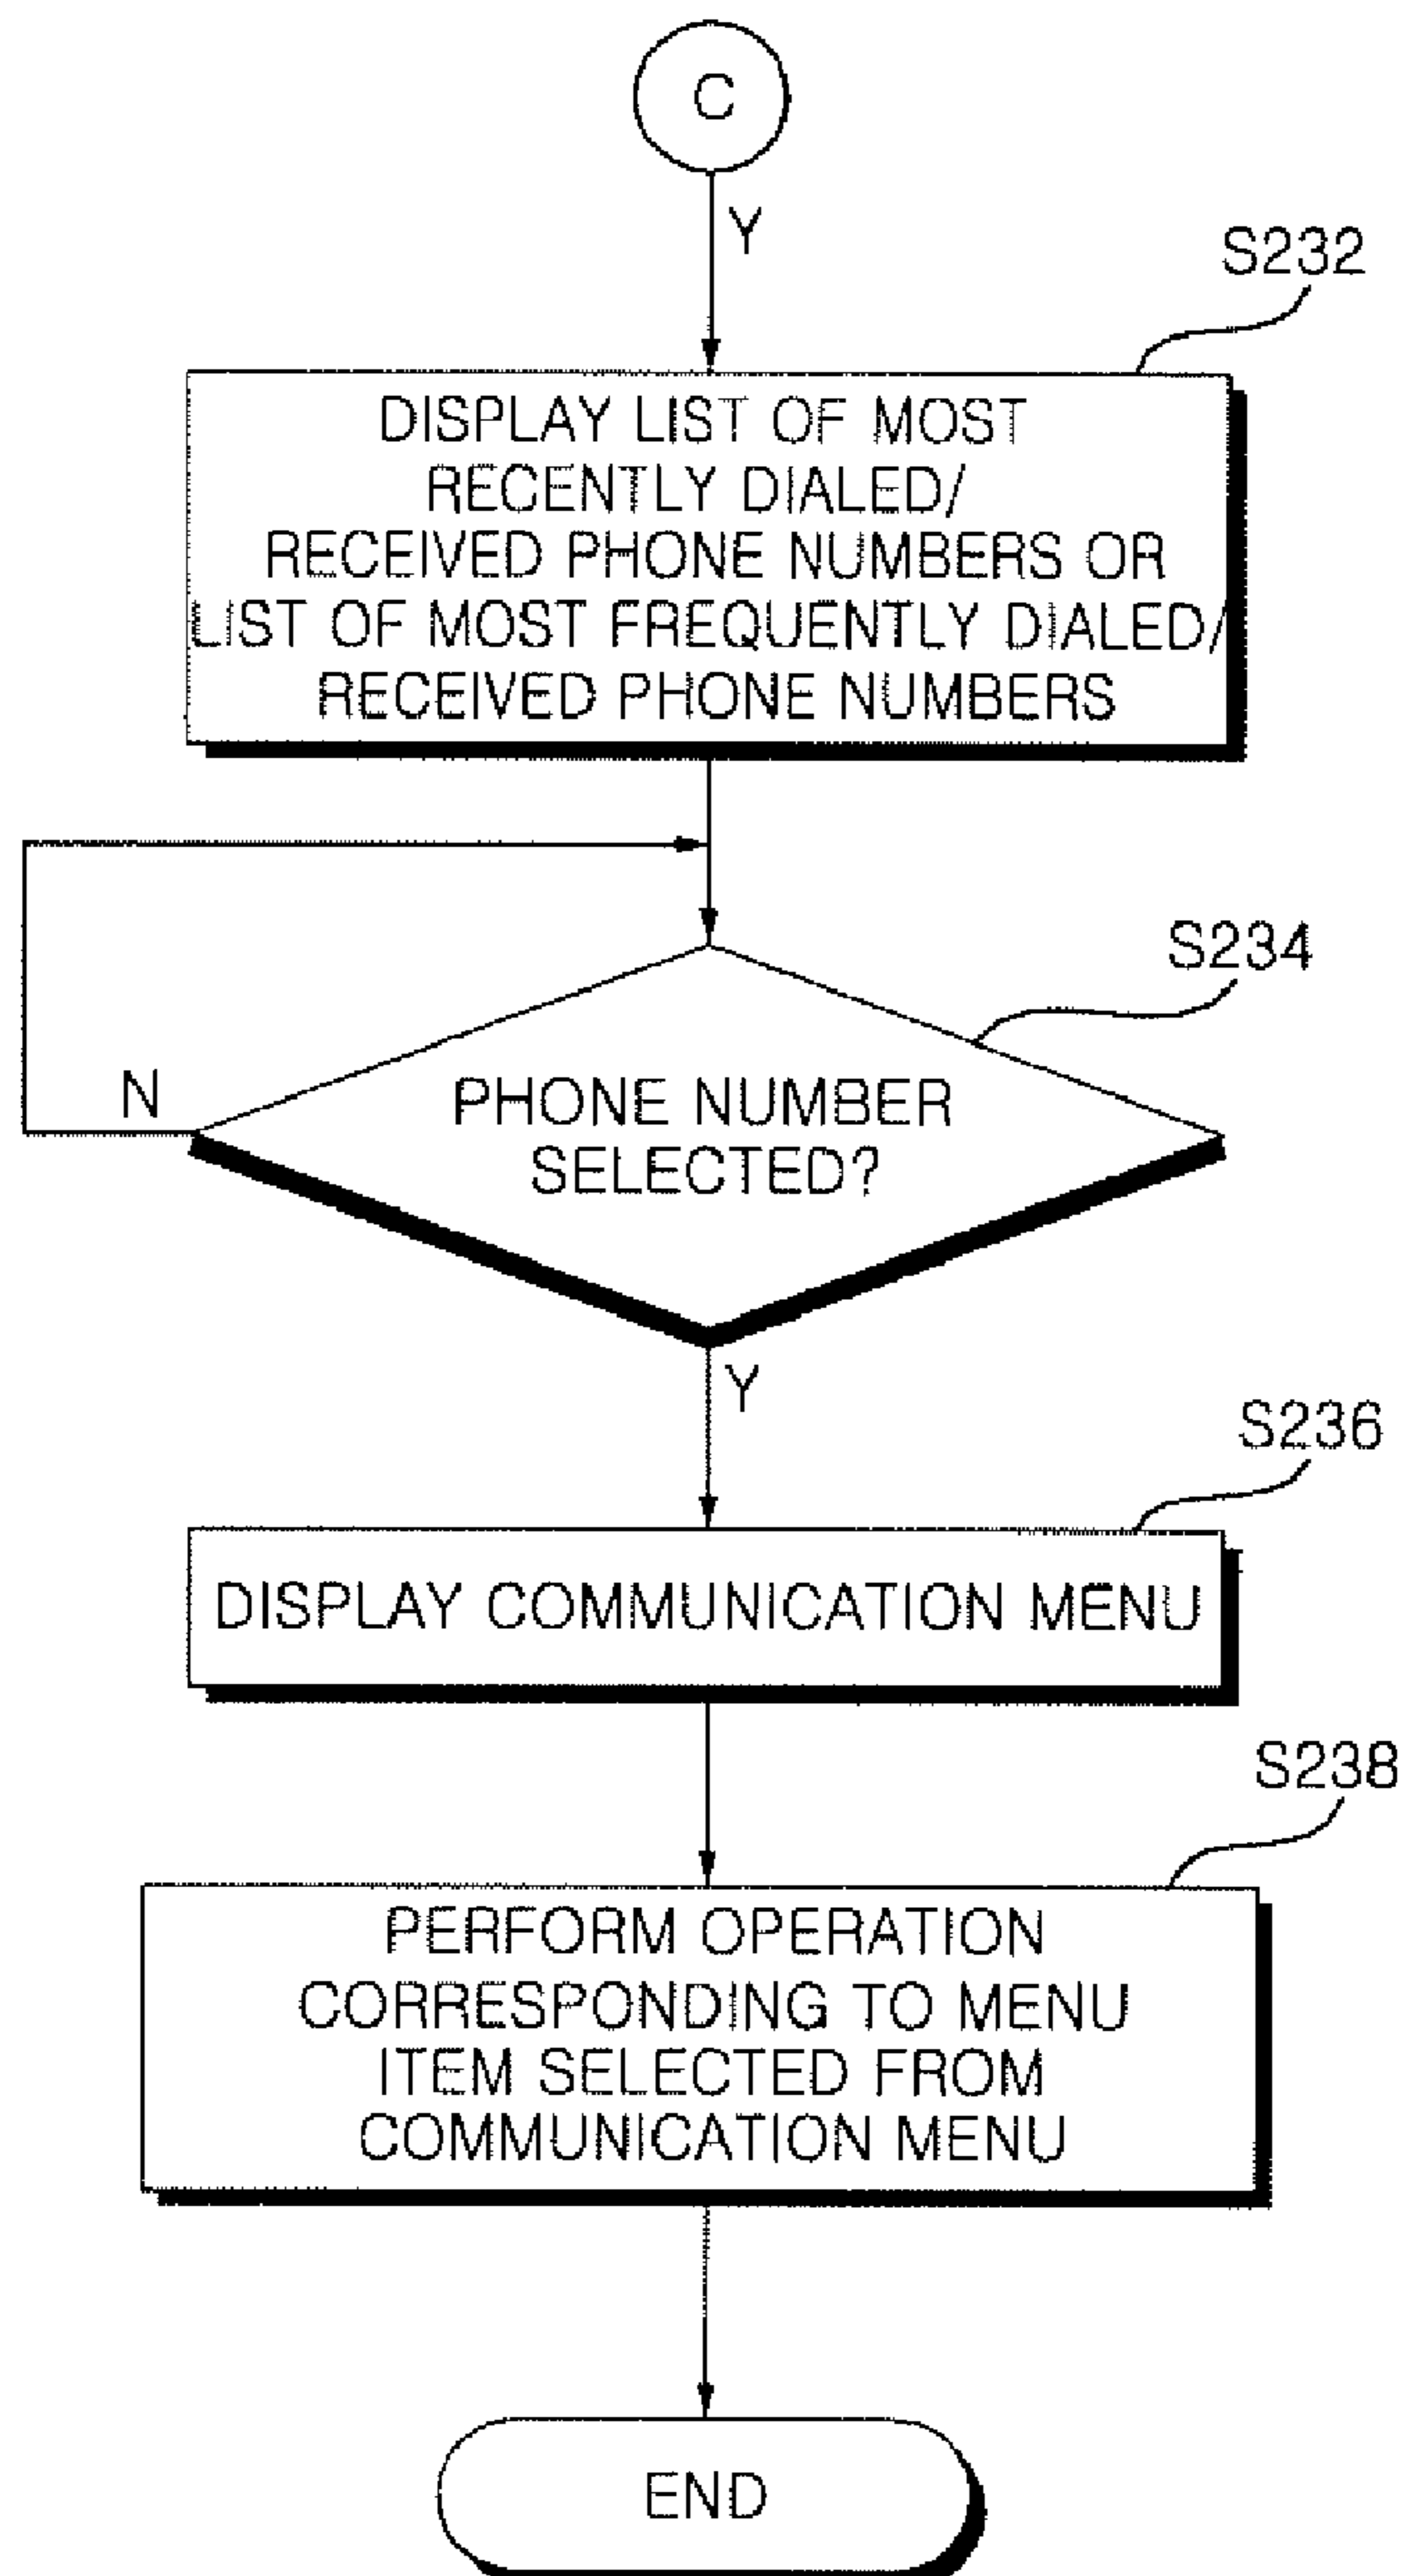 C
Y
S232
DISPLAY LIST OF MOST
RECENTLY DIALED/
RECEIVED PHONE NUMBERS OR
LIST OF MOST FREQUENTLY DIALED/
RECEIVED PHONE NUMBERS
S234
N
PHONE NUMBER
SELECTED?
Y
S236
DISPLAY COMMUNICATION MENU
S238
PERFORM OPERATION
CORRESPONDING TO MENU
ITEM SELECTED FROM
COMMUNICATION MENU
END